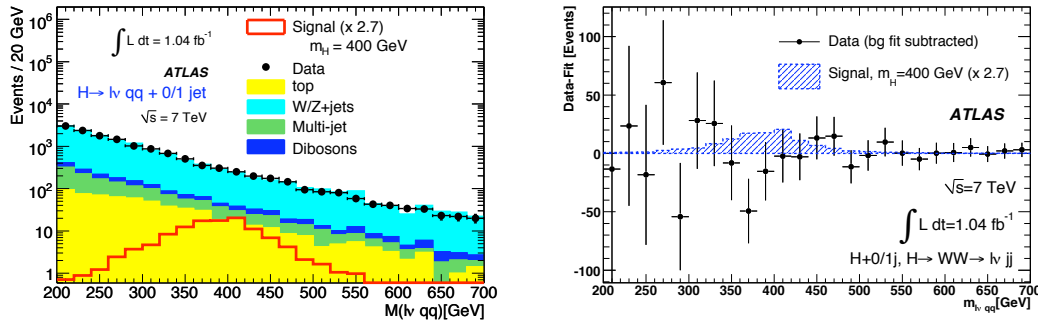 Events / 20 GeV
10⁶
10⁵
10⁴
10³
10²
10
1
∫ L dt = 1.04 fb⁻¹
ATLAS
H→ lν qq + 0/1 jet
√s = 7 TeV
Signal (x 2.7)
m_H = 400 GeV
Data
top
W/Z+jets
Multi-jet
Dibosons
200 250 300 350 400 450 500 550 600 650 700
M(lν qq)[GeV]
Data-Fit [Events]
100
50
0
-50
-100
Data (bg fit subtracted)
Signal, m_H=400 GeV (x 2.7)
ATLAS
√s=7 TeV
∫ L dt=1.04 fb⁻¹
H+0/1j, H→ WW→ lν jj
200 250 300 350 400 450 500 550 600 650 700
m_lν qq[GeV]